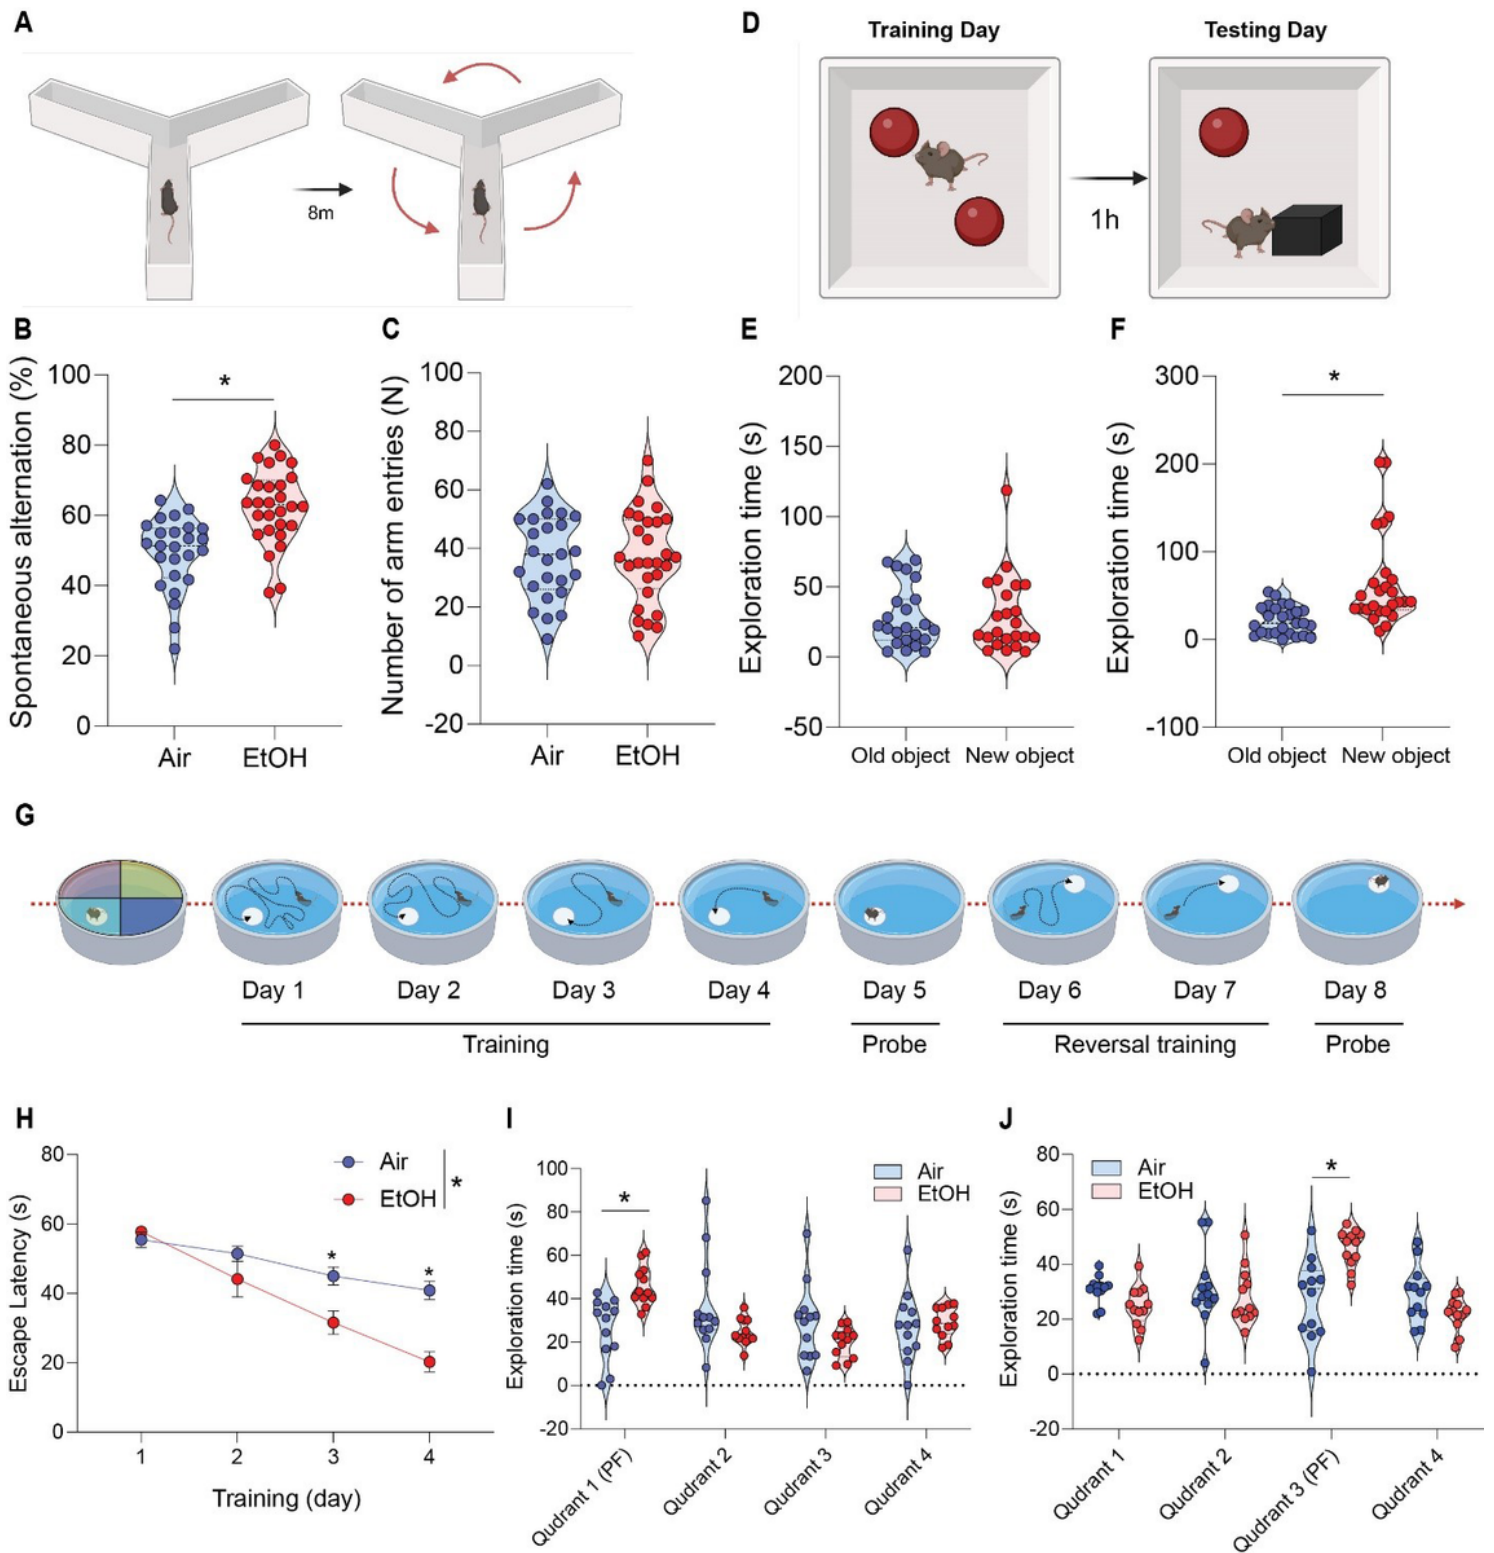 A
8m
D
Training Day
Testing Day
1h
B
Spontaneous alternation (%)
100
80
60
40
20
0
*
Air
EtOH
C
Number of arm entries (N)
100
80
60
40
20
0
-20
Air
EtOH
E
Exploration time (s)
200
150
100
50
0
-50
Old object
New object
F
Exploration time (s)
300
200
100
0
-100
*
Old object
New object
G
Day 1
Day 2
Day 3
Day 4
Day 5
Day 6
Day 7
Day 8
Training
Probe
Reversal training
Probe
H
Escape Latency (s)
80
60
40
20
0
Air
EtOH
*
*
*
1
2
3
4
Training (day)
I
Exploration time (s)
100
80
60
40
20
0
-20
*
Air
EtOH
Qudrant 1 (PF)
Qudrant 2
Qudrant 3
Qudrant 4
J
Exploration time (s)
80
60
40
20
0
-20
Air
EtOH
*
Qudrant 1
Qudrant 2
Qudrant 3 (PF)
Qudrant 4